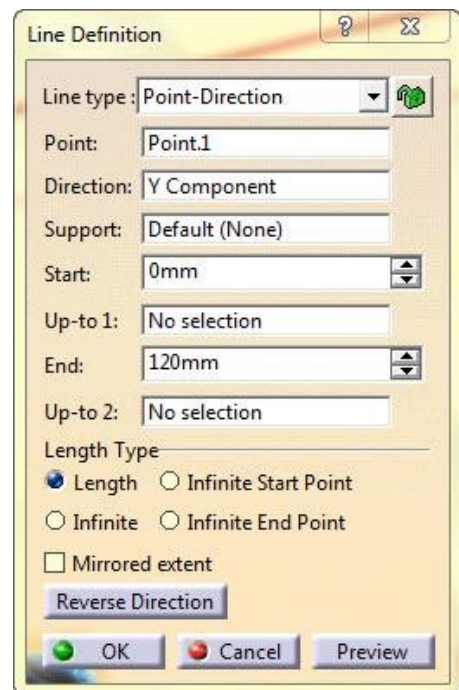 Line Definition
Line type : Point-Direction
Point: Point.1
Direction: Y Component
Support: Default (None)
Start: 0mm
Up-to 1: No selection
End: 120mm
Up-to 2: No selection
Length Type
Length Infinite Start Point
Infinite Infinite End Point
Mirrored extent
Reverse Direction
OK Cancel Preview